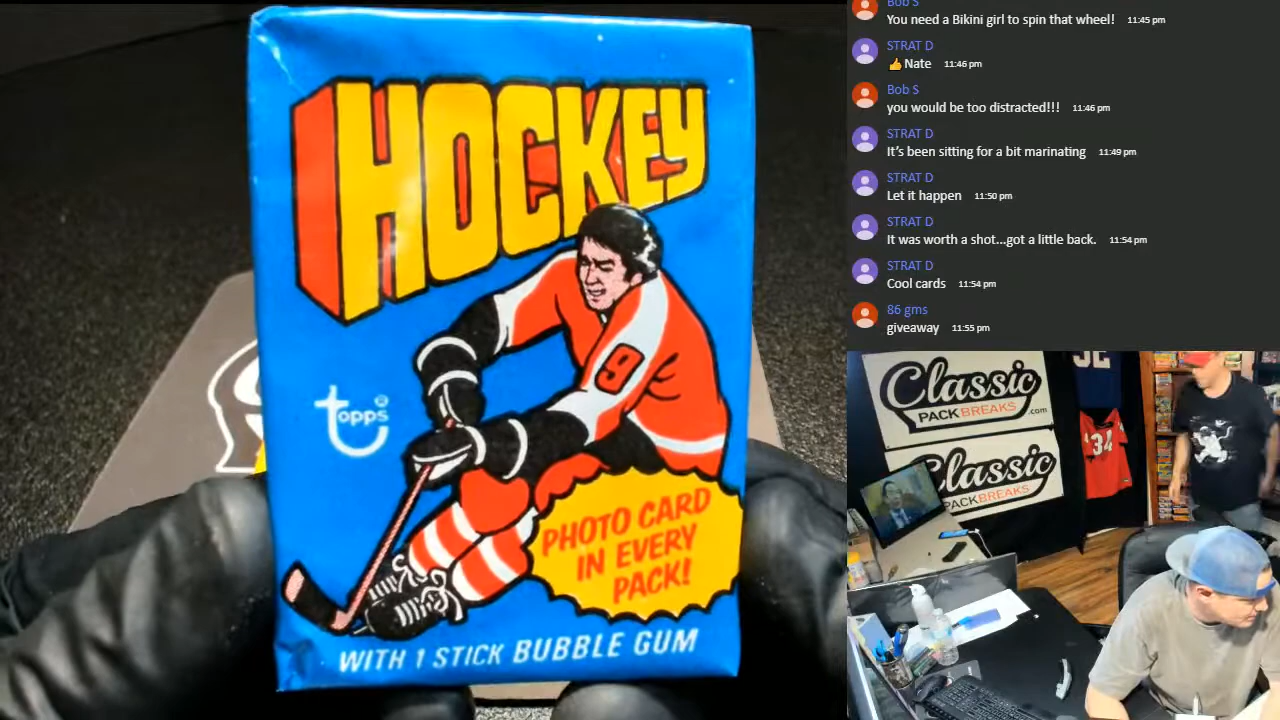 HOCKEY
9
topps®
PHOTO CARD
IN EVERY
PACK!
WITH 1 STICK BUBBLE GUM
Bob S
You need a Bikini girl to spin that wheel! 11:45 pm
STRAT D
👍Nate 11:46 pm
Bob S
you would be too distracted!!! 11:46 pm
STRAT D
It’s been sitting for a bit marinating 11:49 pm
STRAT D
Let it happen 11:50 pm
STRAT D
It was worth a shot...got a little back. 11:54 pm
STRAT D
Cool cards 11:54 pm
86 gms
giveaway 11:55 pm
Classic
PACKBREAKS.com
Classic
PACKBREAKS
34